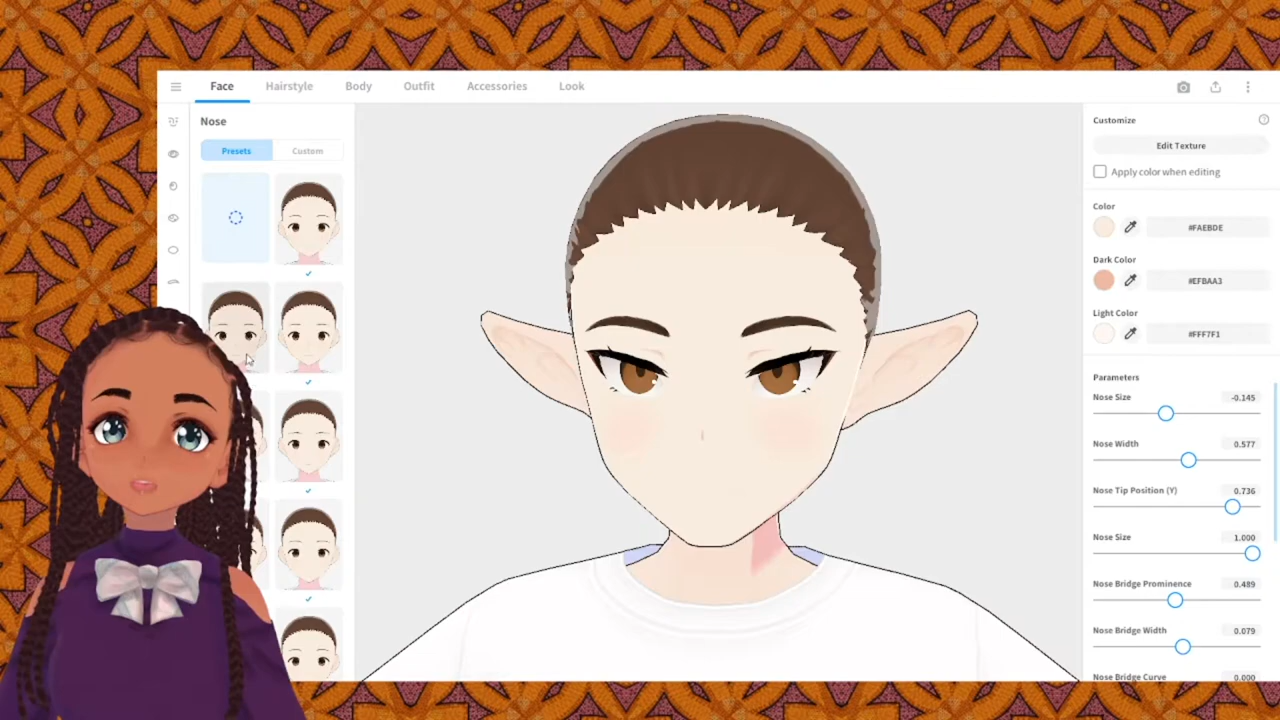 Face Hairstyle Body Outfit Accessories Look
Nose
Presets Custom
Customize
Edit Texture
Apply color when editing
Color
#FAEBDE
Dark Color
#EFBAA3
Light Color
#FFF7F1
Parameters
Nose Size -0.145
Nose Width 0.577
Nose Tip Position (Y) 0.736
Nose Size 1.000
Nose Bridge Prominence 0.489
Nose Bridge Width 0.079
Nose Bridge Curve 0.000